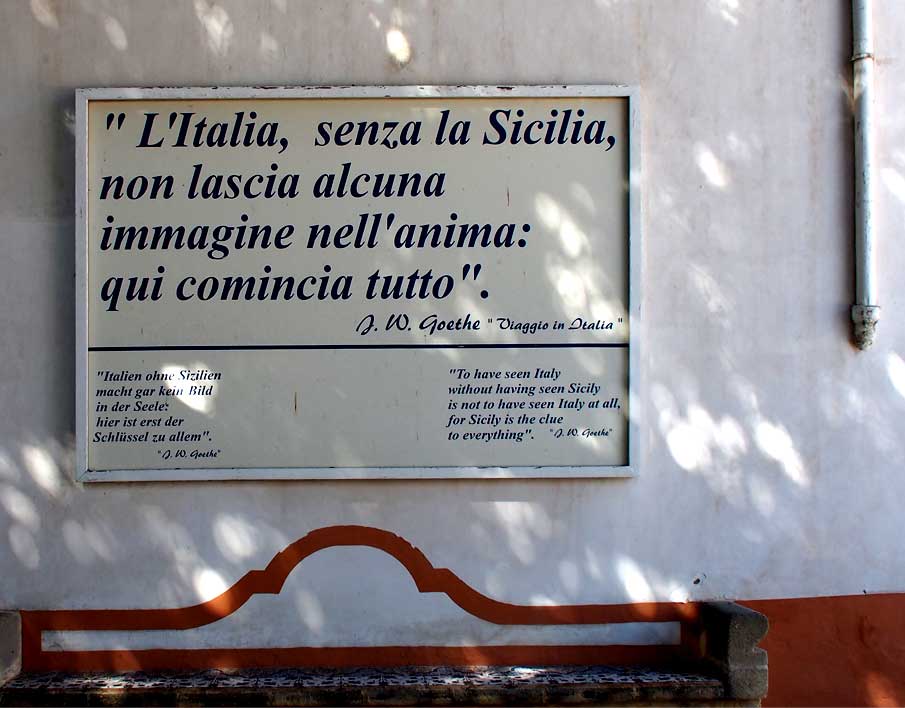 " L'Italia, senza la Sicilia,
non lascia alcuna
immagine nell'anima:
qui comincia tutto".
J. W. Goethe " Viaggio in Italia "
"Italien ohne Sizilien
macht gar kein Bild
in der Seele:
hier ist erst der
Schlüssel zu allem".
"J. W. Goethe"
"To have seen Italy
without having seen Sicily
is not to have seen Italy at all,
for Sicily is the clue
to everything". "J. W. Goethe"